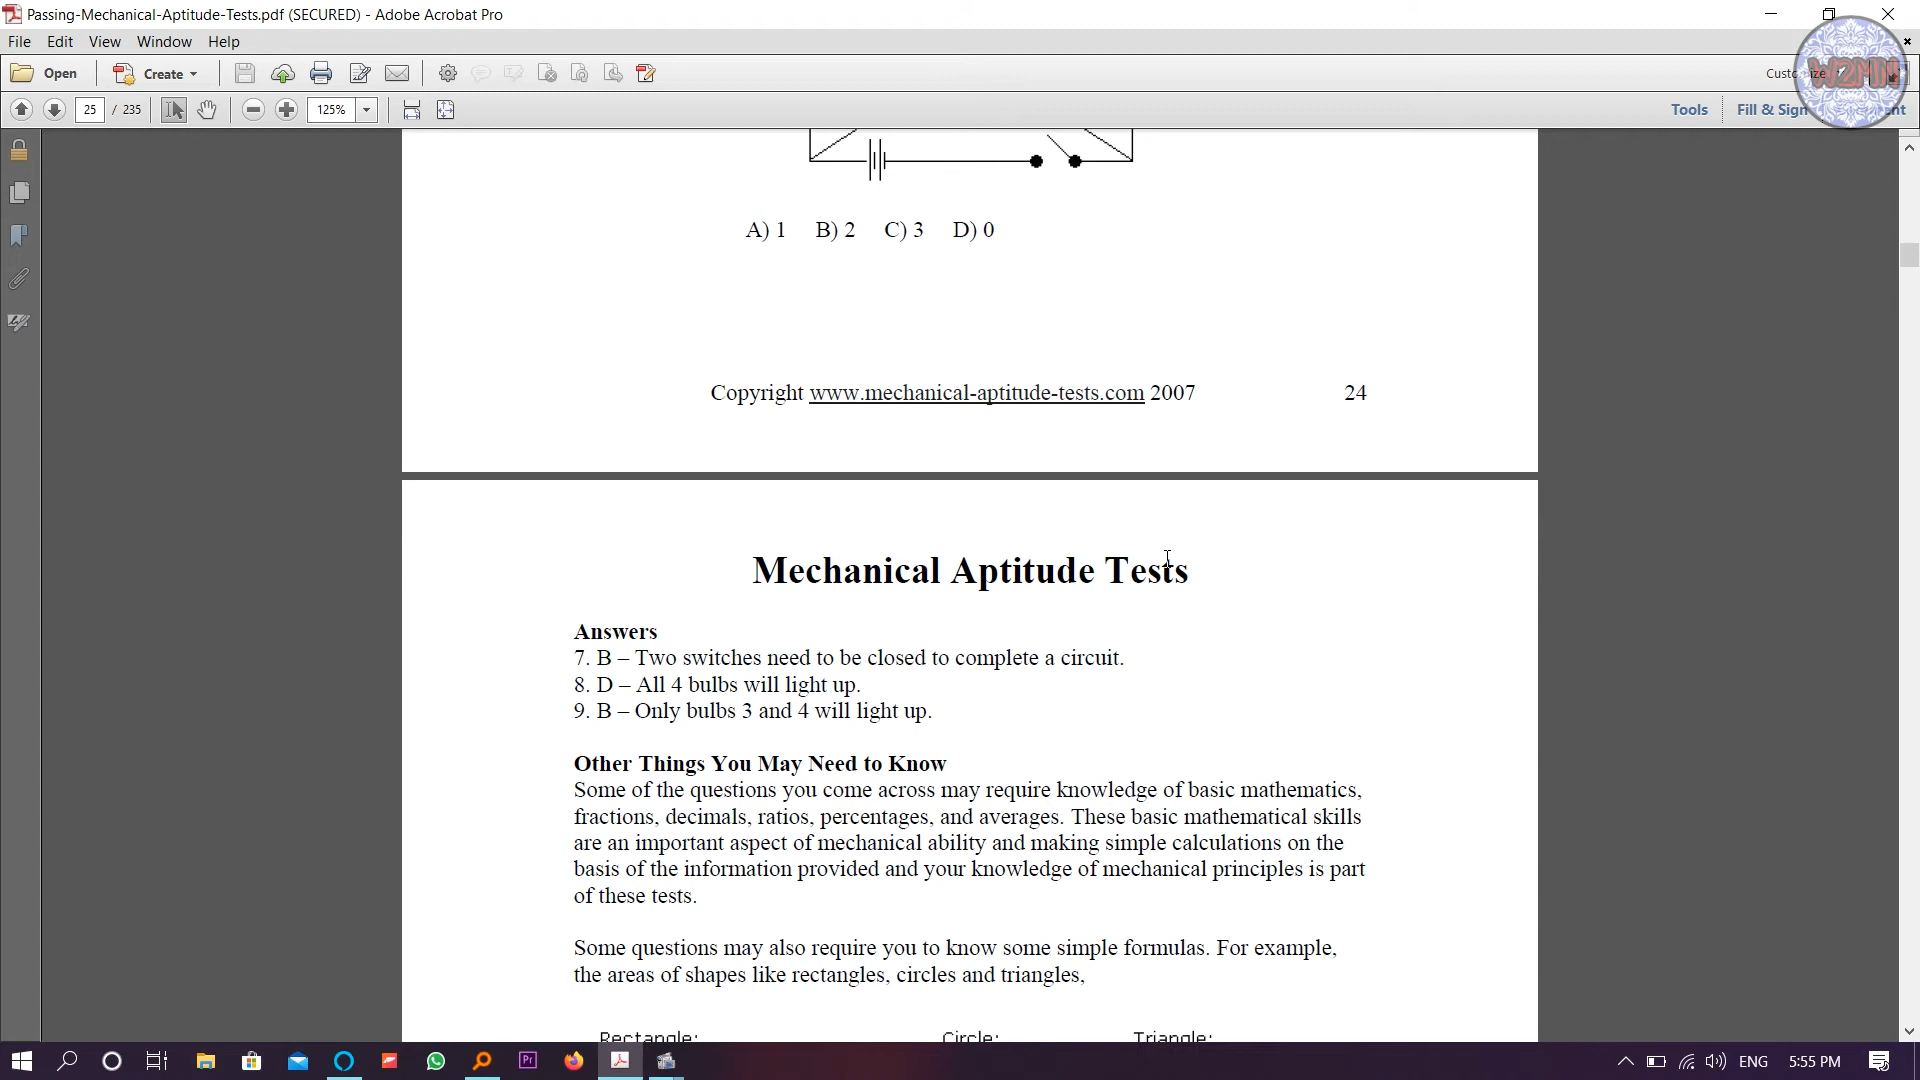 Passing-Mechanical-Aptitude-Tests.pdf (SECURED) - Adobe Acrobat Pro
File Edit View Window Help
Open Create
25 / 235 125% Tools Fill & Sign
A) 1 B) 2 C) 3 D) 0
Copyright www.mechanical-aptitude-tests.com 2007 24
Mechanical Aptitude Tests
Answers
7. B – Two switches need to be closed to complete a circuit.
8. D – All 4 bulbs will light up.
9. B – Only bulbs 3 and 4 will light up.
Other Things You May Need to Know
Some of the questions you come across may require knowledge of basic mathematics,
fractions, decimals, ratios, percentages, and averages. These basic mathematical skills
are an important aspect of mechanical ability and making simple calculations on the
basis of the information provided and your knowledge of mechanical principles is part
of these tests.
Some questions may also require you to know some simple formulas. For example,
the areas of shapes like rectangles, circles and triangles,
Rectangle: Circle: Triangle:
ENG 5:55 PM